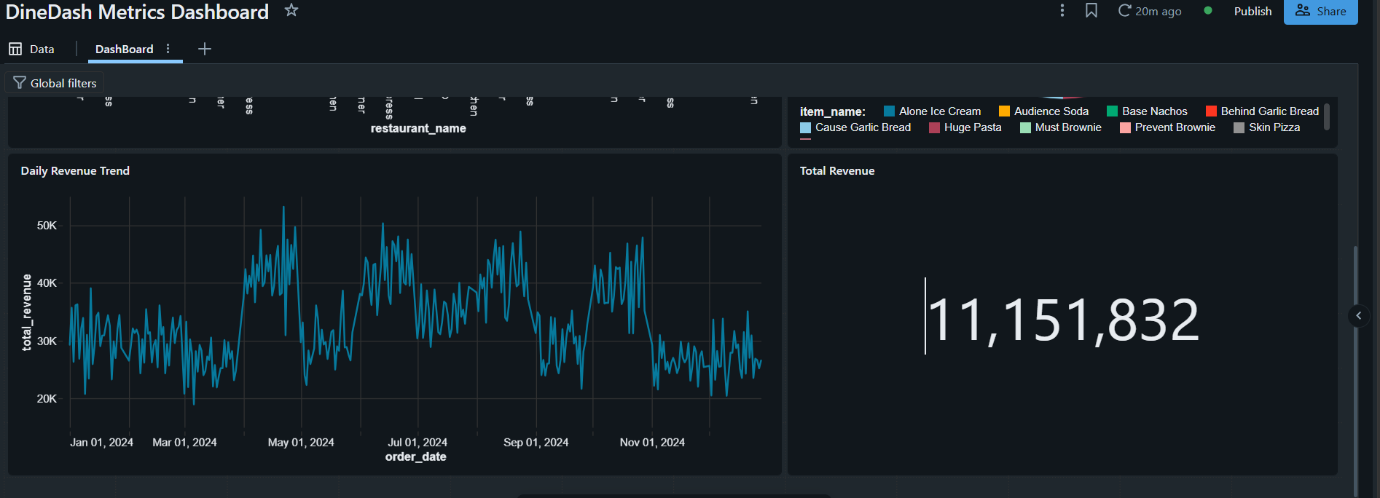 DineDash Metrics Dashboard
20m ago
Publish
Share
Data
DashBoard
Global filters
restaurant_name
item_name:
Alone Ice Cream
Audience Soda
Base Nachos
Behind Garlic Bread
Cause Garlic Bread
Huge Pasta
Must Brownie
Prevent Brownie
Skin Pizza
Daily Revenue Trend
50K
40K
30K
20K
total_revenue
Jan 01, 2024
Mar 01, 2024
May 01, 2024
Jul 01, 2024
Sep 01, 2024
Nov 01, 2024
order_date
Total Revenue
11,151,832